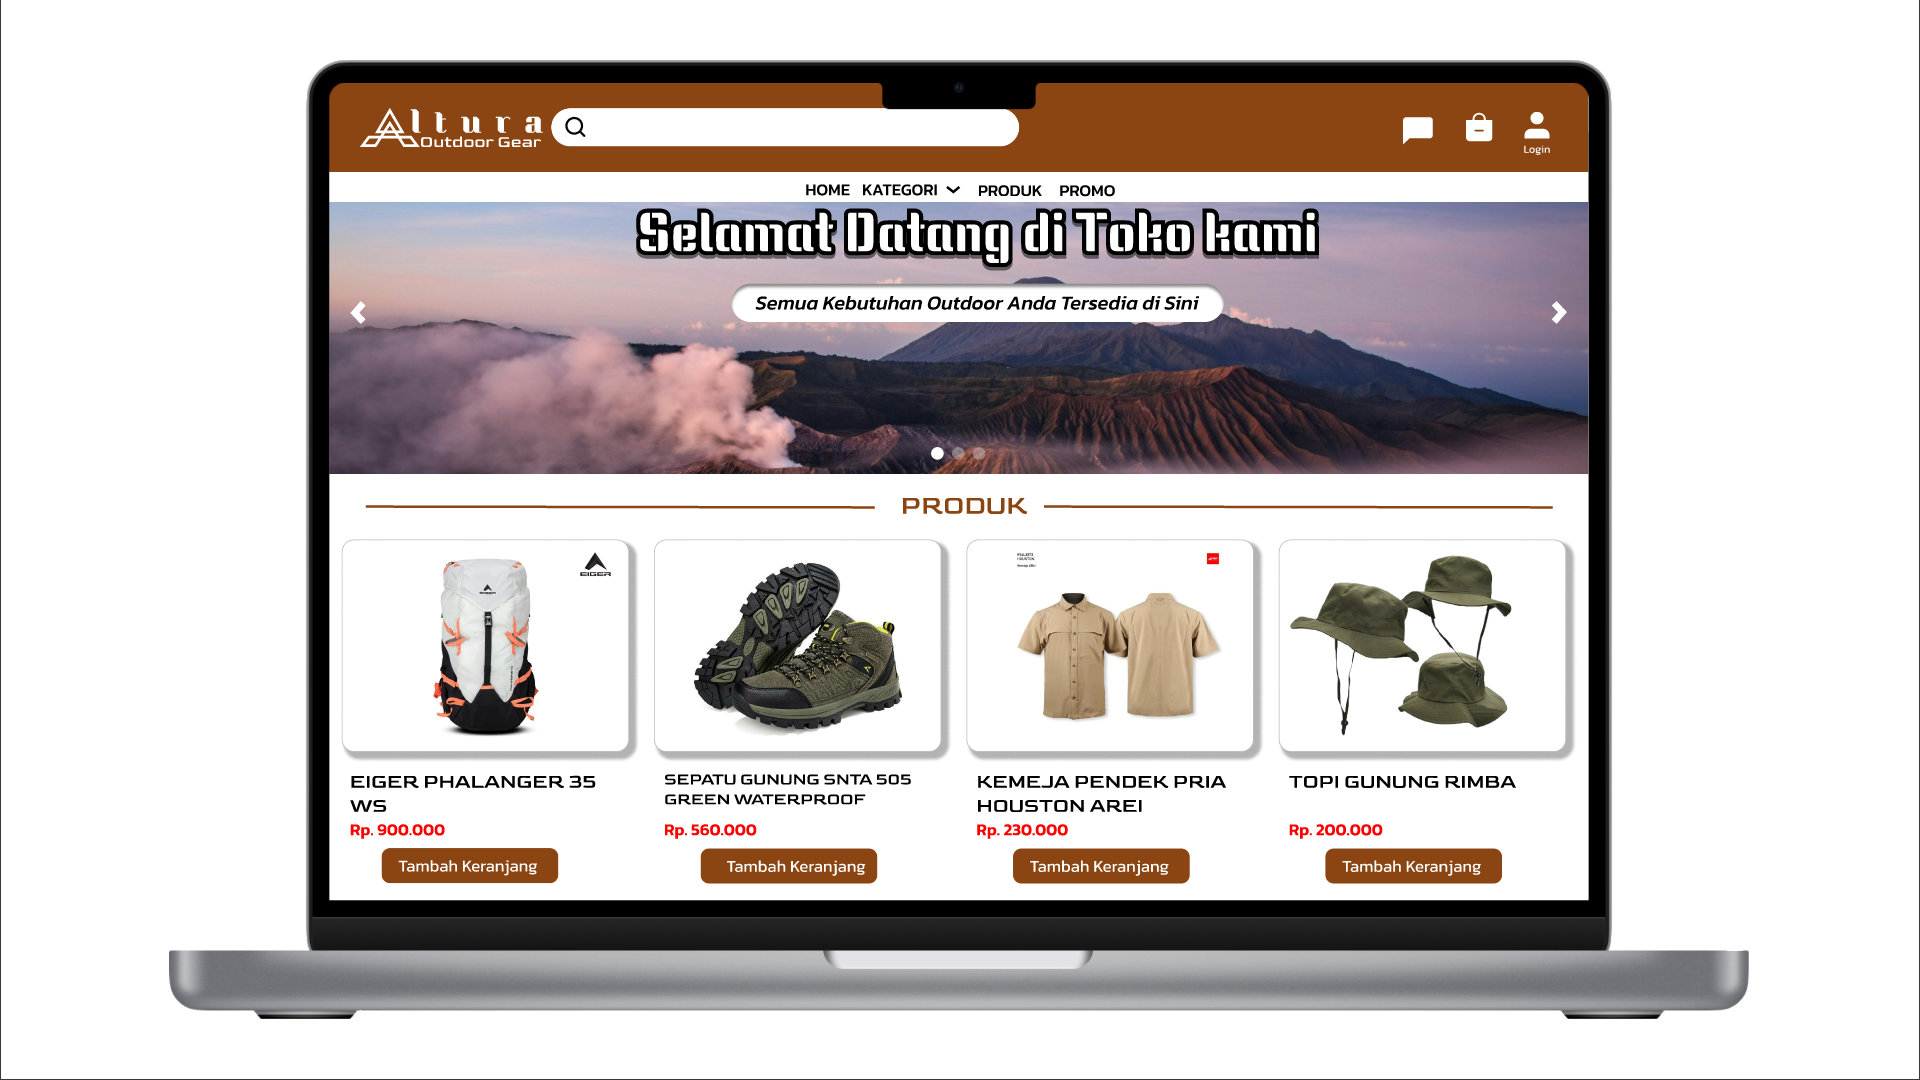 Altura
Outdoor Gear
Login
HOME KATEGORI PRODUK PROMO
Selamat Datang di Toko kami
Semua Kebutuhan Outdoor Anda Tersedia di Sini
PRODUK
EIGER
HOUSTON
EIGER PHALANGER 35
WS
Rp. 900.000
Tambah Keranjang
SEPATU GUNUNG SNTA 505
GREEN WATERPROOF
Rp. 560.000
Tambah Keranjang
KEMEJA PENDEK PRIA
HOUSTON AREI
Rp. 230.000
Tambah Keranjang
TOPI GUNUNG RIMBA
Rp. 200.000
Tambah Keranjang